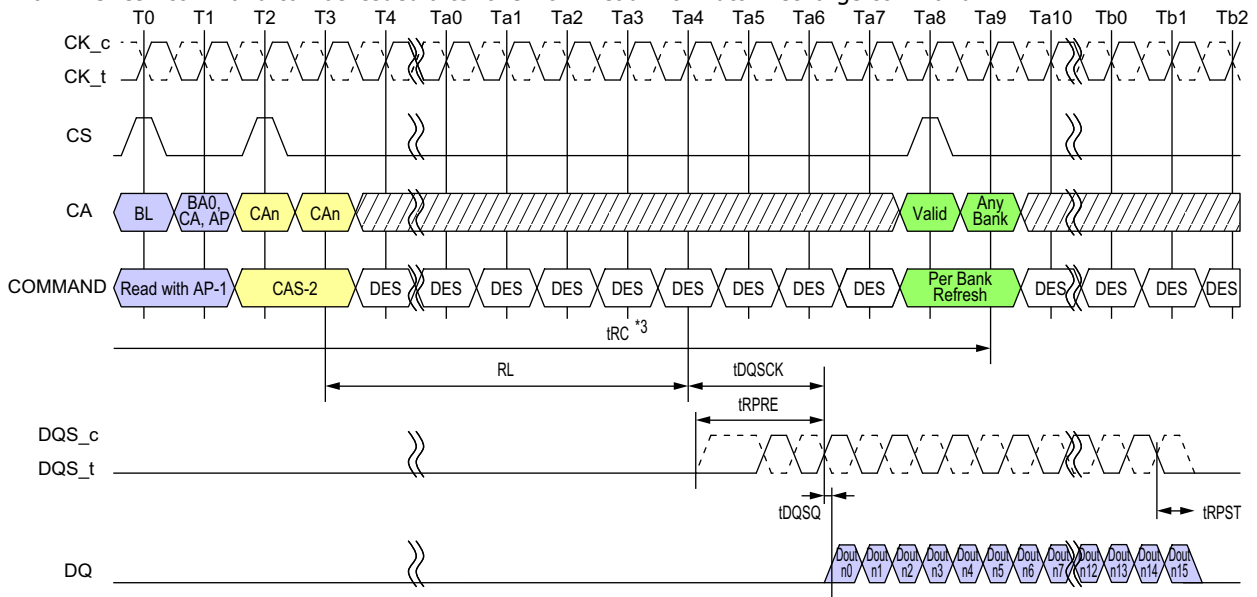 T0 T1 T2 T3 T4 Ta0 Ta1 Ta2 Ta3 Ta4 Ta5 Ta6 Ta7 Ta8 Ta9 Ta10 Tb0 Tb1 Tb2
CK_c
CK_t
CS
CA BL BA0, CA, AP CAn CAn Valid Any Bank
COMMAND Read with AP-1 CAS-2 DES DES DES DES DES DES DES DES DES Per Bank Refresh DES DES DES DES
tRC *3
RL tDQSCK
tRPRE
DQS_c
DQS_t
tDQSQ tRPST
DQ Dout n0 Dout n1 Dout n2 Dout n3 Dout n4 Dout n5 Dout n6 Dout n7 Dout n12 Dout n13 Dout n14 Dout n15